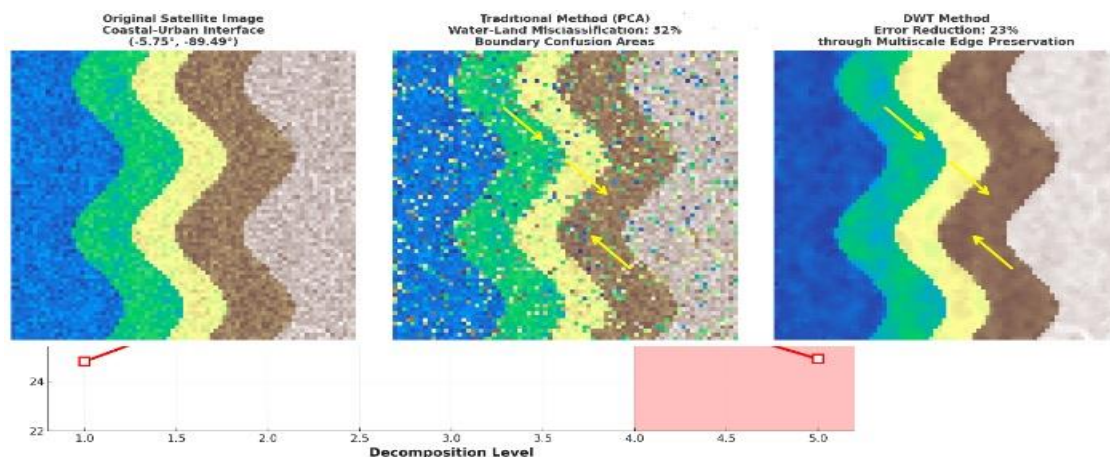 Original Satellite Image
Coastal-Urban Interface
(-5.75°, -89.49°)
Traditional Method (PCA)
Water-Land Misclassification: 32%
Boundary Confusion Areas
DWT Method
Error Reduction: 23%
through Multiscale Edge Preservation
24
22
1.0 1.5 2.0 2.5 3.0 3.5 4.0 4.5 5.0
Decomposition Level